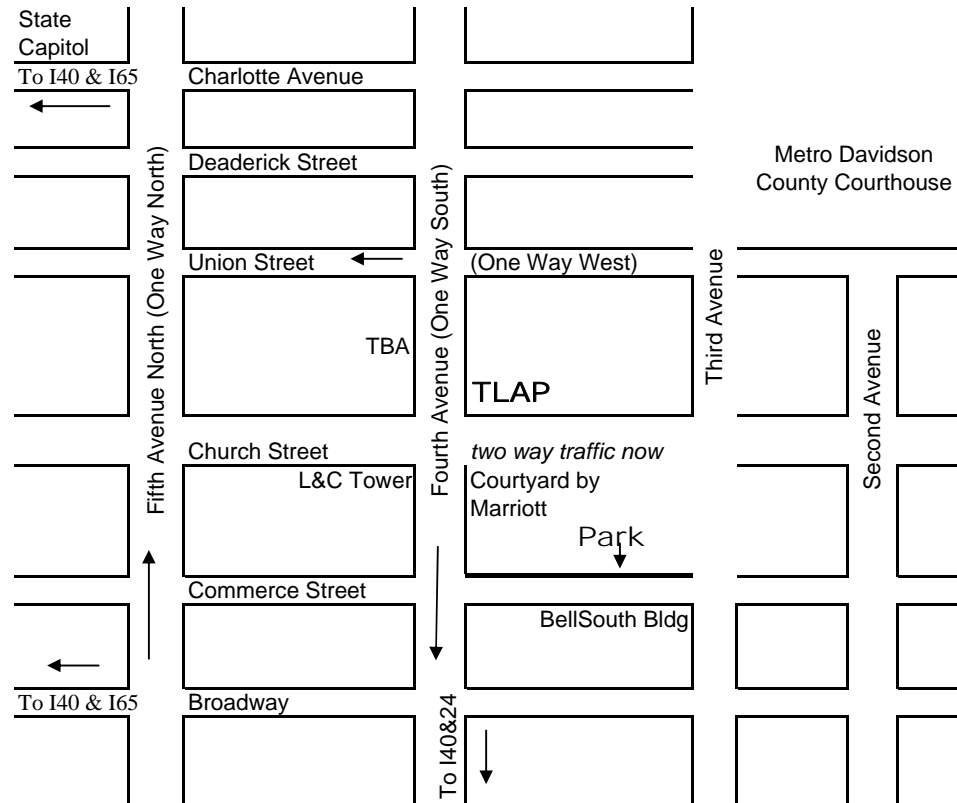 State
Capitol
To I40 & I65
Charlotte Avenue
Deaderick Street
Metro Davidson
County Courthouse
Union Street
(One Way West)
Fifth Avenue North (One Way North)
Fourth Avenue (One Way South)
Third Avenue
Second Avenue
TBA
TLAP
Church Street
two way traffic now
L&C Tower
Courtyard by
Marriott
Park
Commerce Street
BellSouth Bldg
To I40 & I65
Broadway
To I40&24